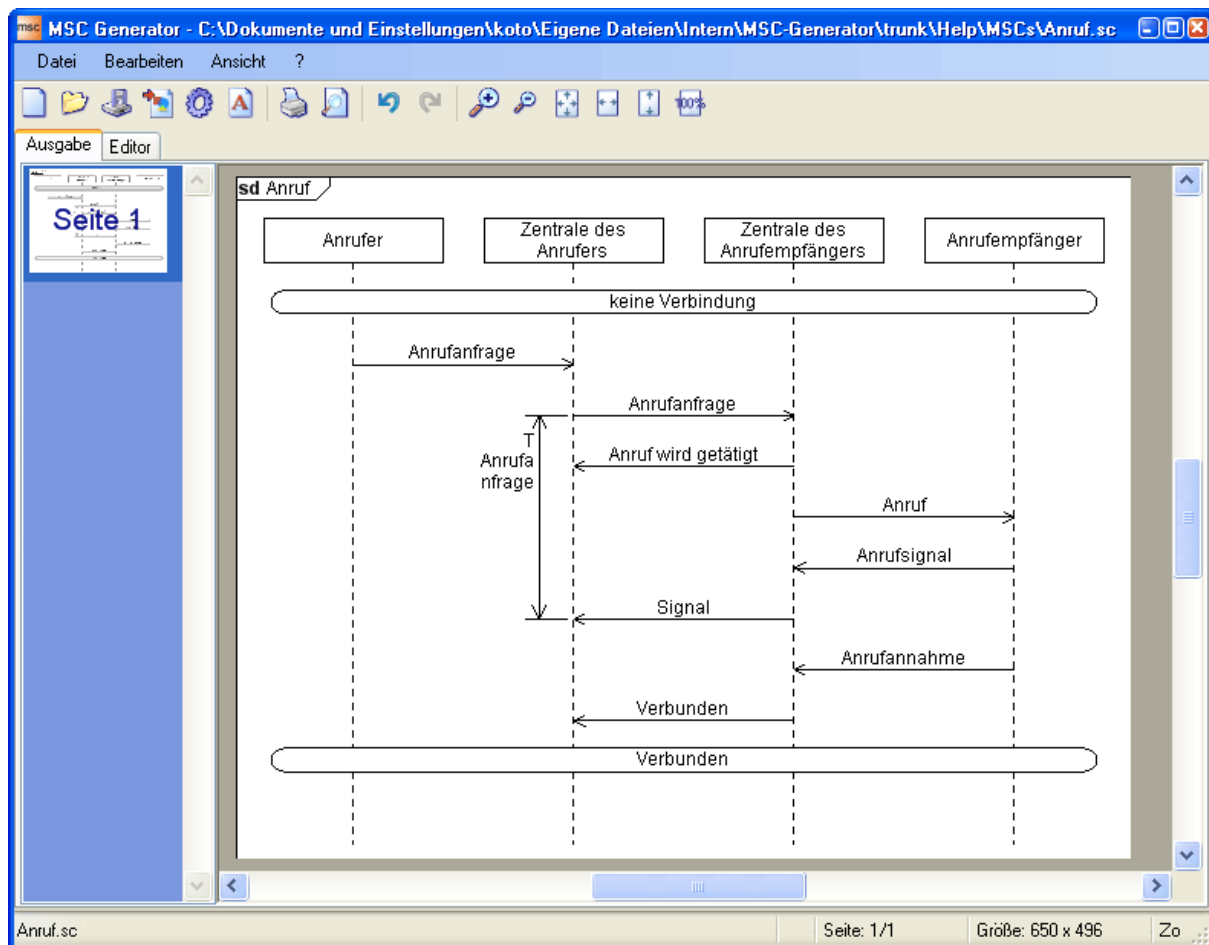 msc MSC Generator - C:\Dokumente und Einstellungen\koto\Eigene Dateien\Intern\MSC-Generator\trunk\Help\MSCs\Anruf.sc
Datei Bearbeiten Ansicht ?
A 100%
Ausgabe Editor
Seite 1
sd Anruf
Anrufer
Zentrale des
Anrufers
Zentrale des
Anrufempfängers
Anrufempfänger
keine Verbindung
Anrufanfrage
Anrufanfrage
T
Anrufa
nfrage
Anruf wird getätigt
Anruf
Anrufsignal
Signal
Anrufannahme
Verbunden
Verbunden
Anruf.sc Seite: 1/1 Größe: 650 x 496 Zo